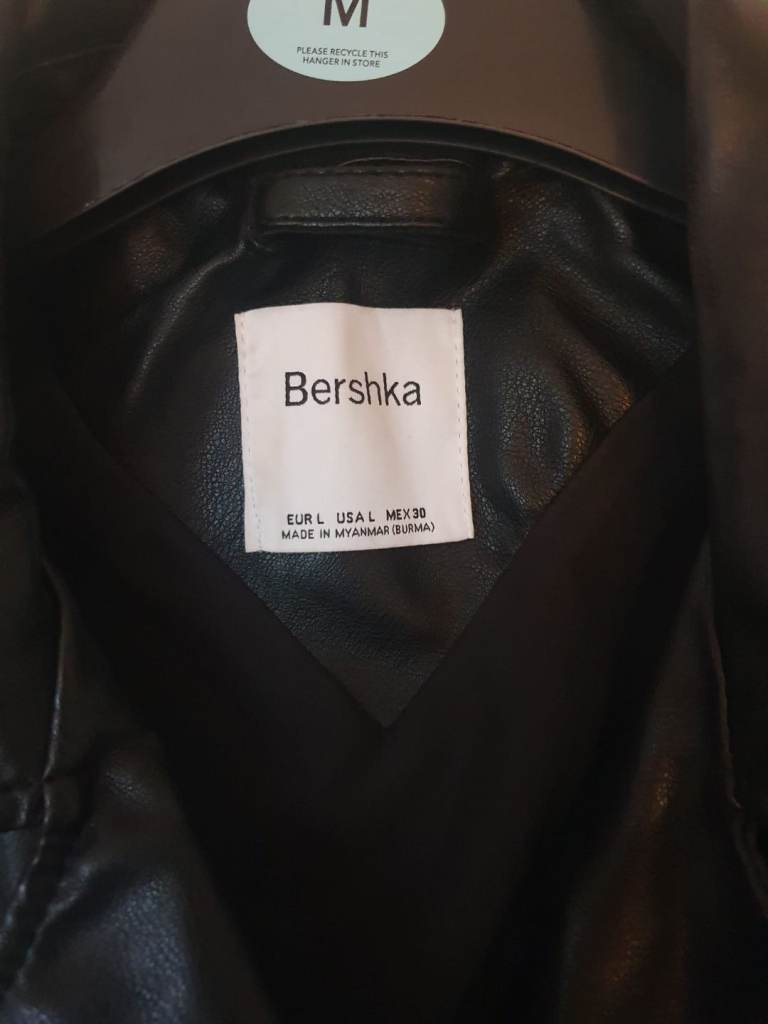 M
PLEASE RECYCLE THIS
HANGER IN STORE
Bershka
EUR L USA L MEX 30
MADE IN MYANMAR (BURMA)